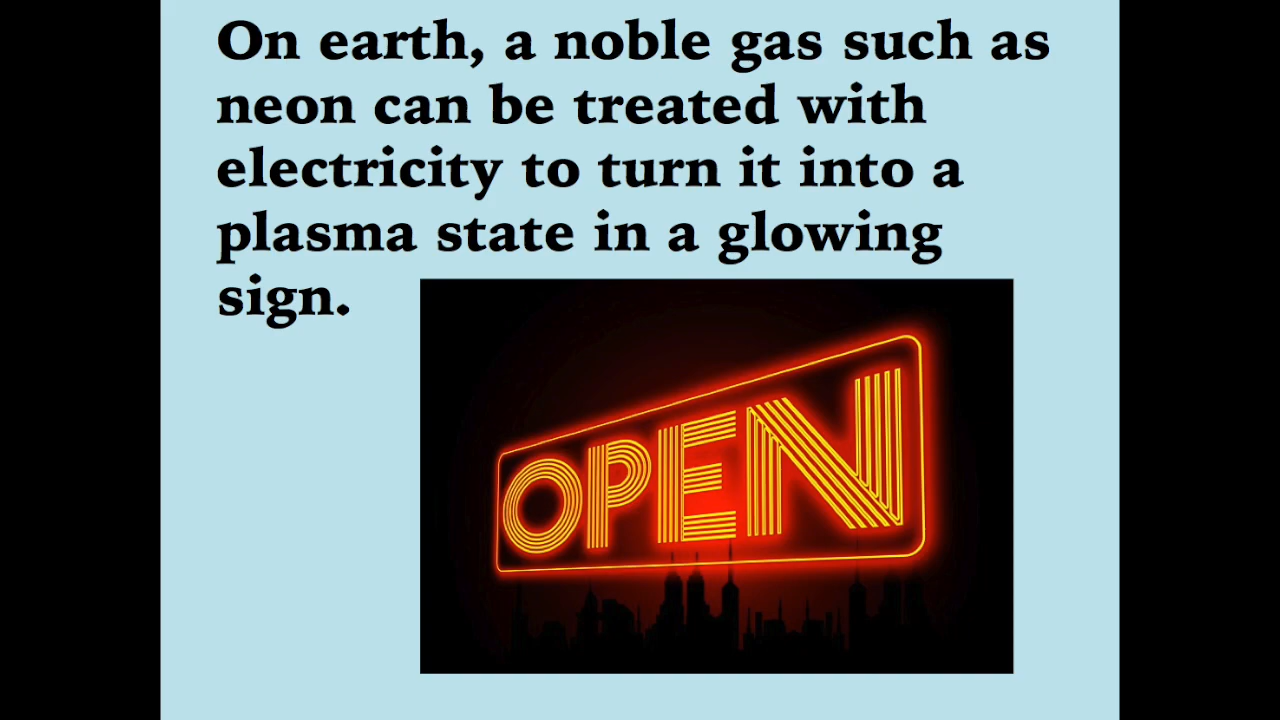 On earth, a noble gas such as
neon can be treated with
electricity to turn it into a
plasma state in a glowing
sign.
OPEN